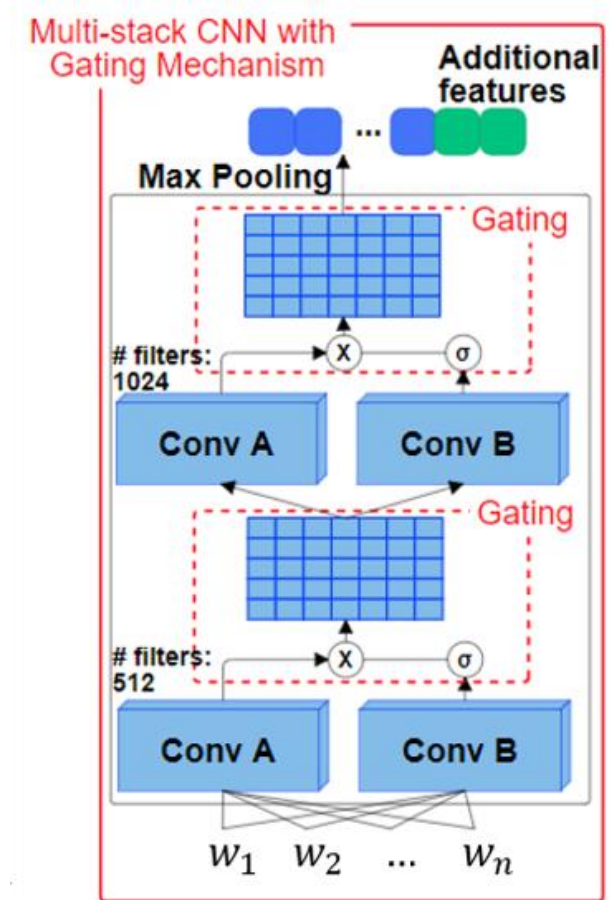 Multi-stack CNN with
Gating Mechanism
Additional
features
...
Max Pooling
Gating
X
σ
# filters:
1024
Conv A
Conv B
Gating
X
σ
# filters:
512
Conv A
Conv B
w₁ w₂ ... wₙ